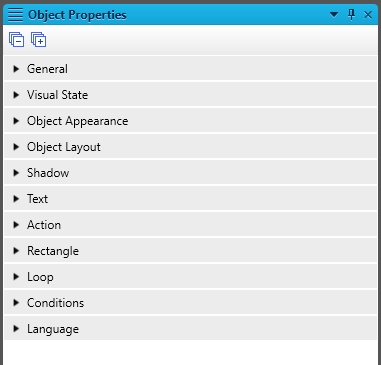 Object Properties
General
Visual State
Object Appearance
Object Layout
Shadow
Text
Action
Rectangle
Loop
Conditions
Language